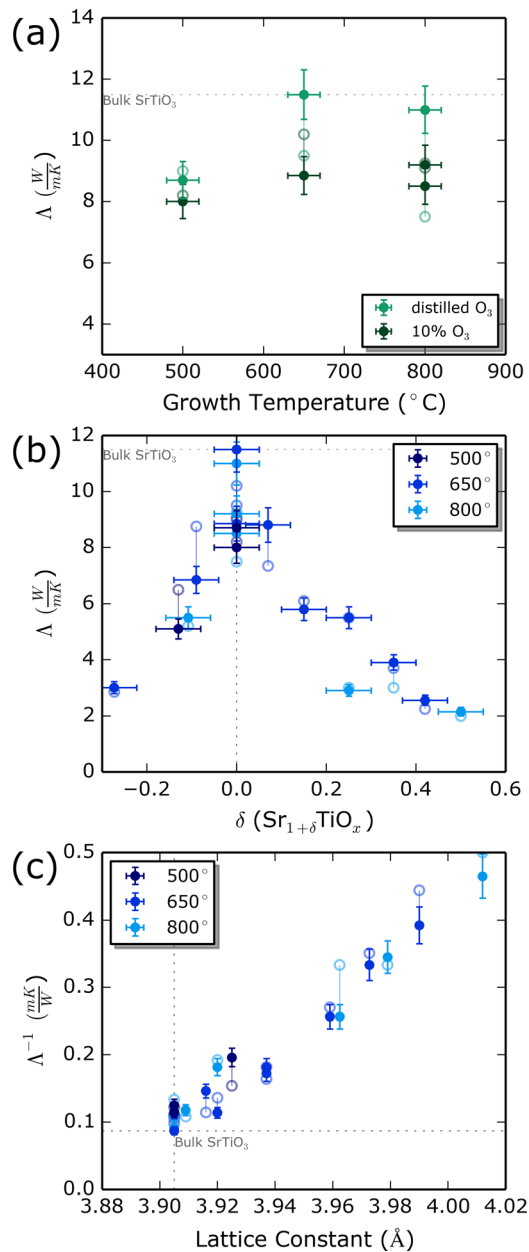 (a)
14
12
10
8
6
4
Λ (W/mK)
Bulk SrTiO₃
distilled O₃
10% O₃
400 500 600 700 800 900
Growth Temperature (°C)
(b)
12
10
8
6
4
2
0
Λ (W/mK)
Bulk SrTiO₃
500°
650°
800°
−0.2 0.0 0.2 0.4 0.6
δ (Sr₁₊δTiOₓ)
(c)
0.5
0.4
0.3
0.2
0.1
0.0
Λ⁻¹ (mK/W)
500°
650°
800°
Bulk SrTiO₃
3.88 3.90 3.92 3.94 3.96 3.98 4.00 4.02
Lattice Constant (Å)